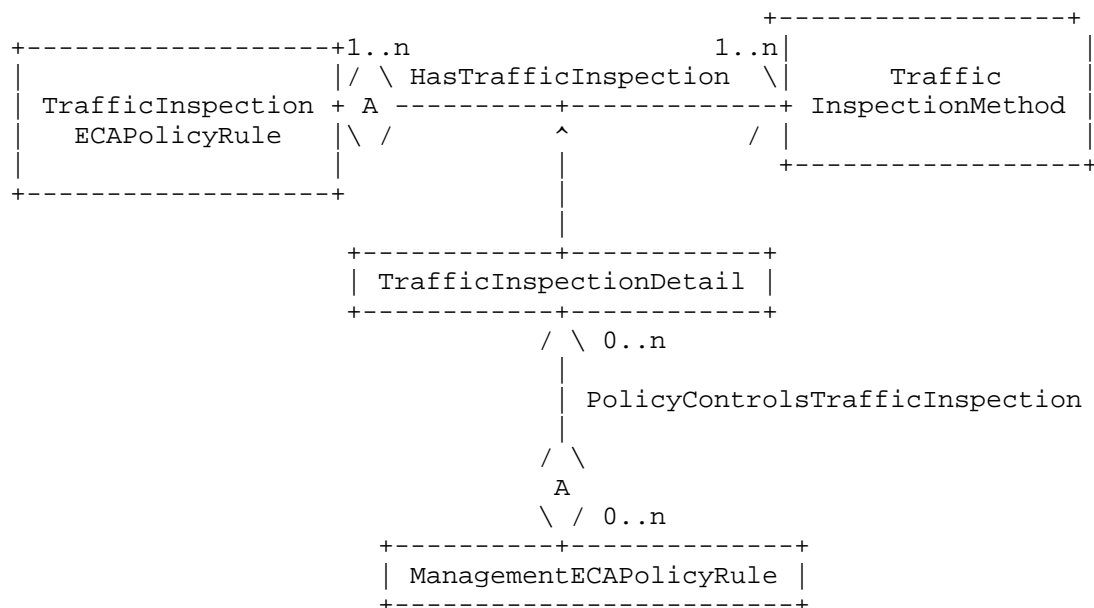 1..n 1..n
HasTrafficInspection Traffic
TrafficInspection A InspectionMethod
ECAPolicyRule
TrafficInspectionDetail
0..n
PolicyControlsTrafficInspection
A
0..n
ManagementECAPolicyRule